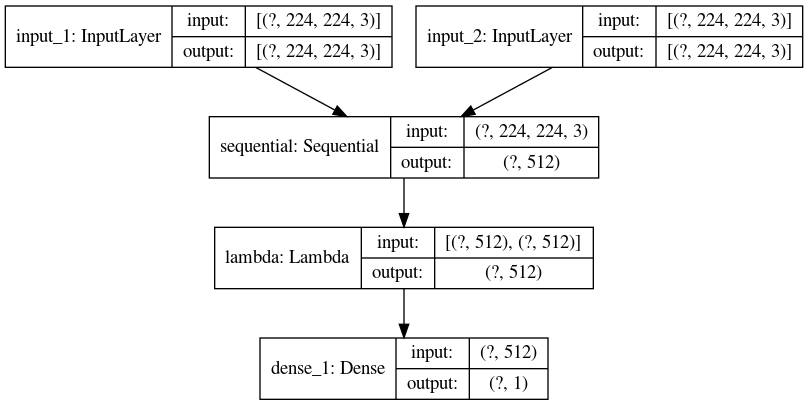 input_1: InputLayer
input: [(?, 224, 224, 3)]
output: [(?, 224, 224, 3)]
input_2: InputLayer
input: [(?, 224, 224, 3)]
output: [(?, 224, 224, 3)]
sequential: Sequential
input: (?, 224, 224, 3)
output: (?, 512)
lambda: Lambda
input: [(?, 512), (?, 512)]
output: (?, 512)
dense_1: Dense
input: (?, 512)
output: (?, 1)